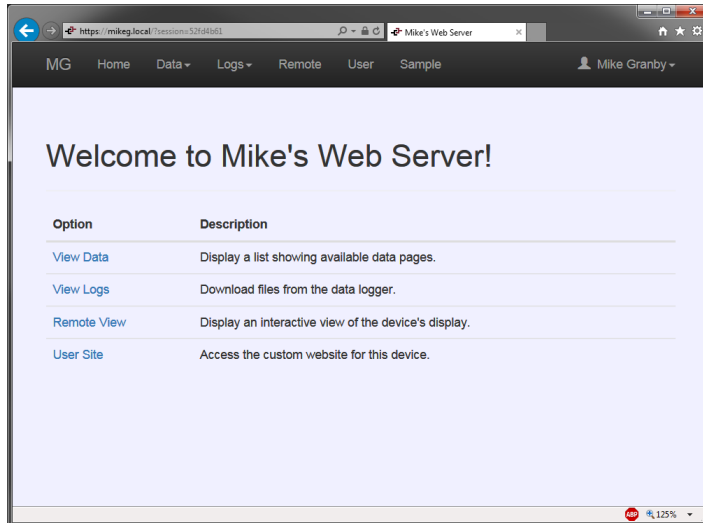 https://mikeg.local/?session=52fd4b61
Mike's Web Server
MG Home Data Logs Remote User Sample Mike Granby
Welcome to Mike's Web Server!
Option Description
View Data Display a list showing available data pages.
View Logs Download files from the data logger.
Remote View Display an interactive view of the device's display.
User Site Access the custom website for this device.
ABP 125%